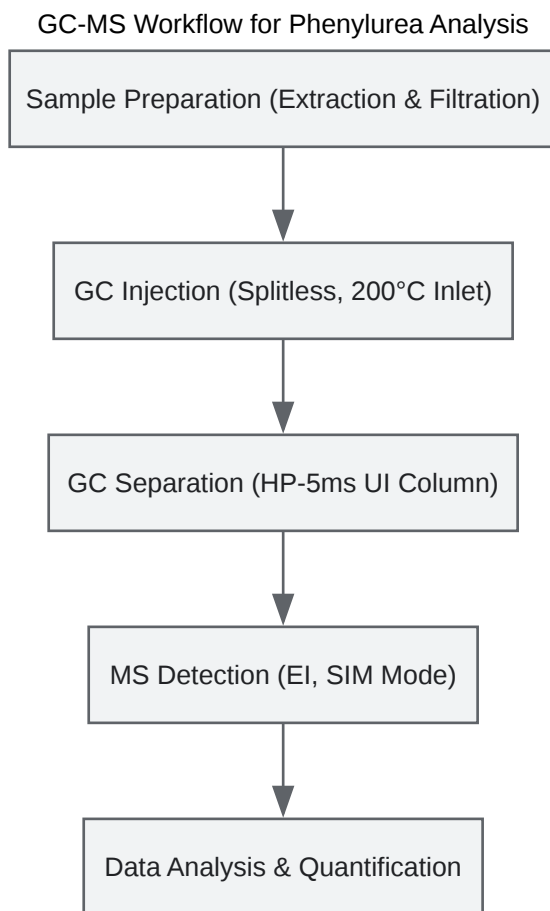 GC-MS Workflow for Phenylurea Analysis
Sample Preparation (Extraction & Filtration)
GC Injection (Splitless, 200°C Inlet)
GC Separation (HP-5ms UI Column)
MS Detection (EI, SIM Mode)
Data Analysis & Quantification